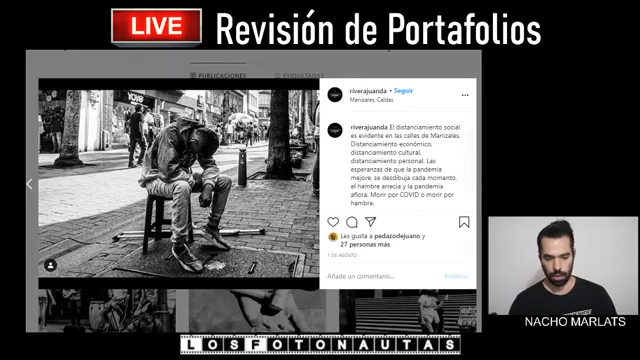 LIVE
Revisión de Portafolios
PUBLICACIONES
ETIQUETADAS
YOYO
riverajuanda • Seguir
Manizales, Caldas
riverajuanda El distanciamiento social
es evidente en las calles de Manizales.
Distanciamiento económico,
distanciamiento cultural,
distanciamiento personal. Las
esperanzas de que la pandemia
mejore, se desdibuja cada momento,
el hambre arrecia y la pandemia
aflora. Morir por COVID o morir por
hambre.
Les gusta a pedazodejuano y
27 personas más
1 DE AGOSTO
Añade un comentario...
Publicar
NACHO MARLATS
LOSFOTONAUTAS